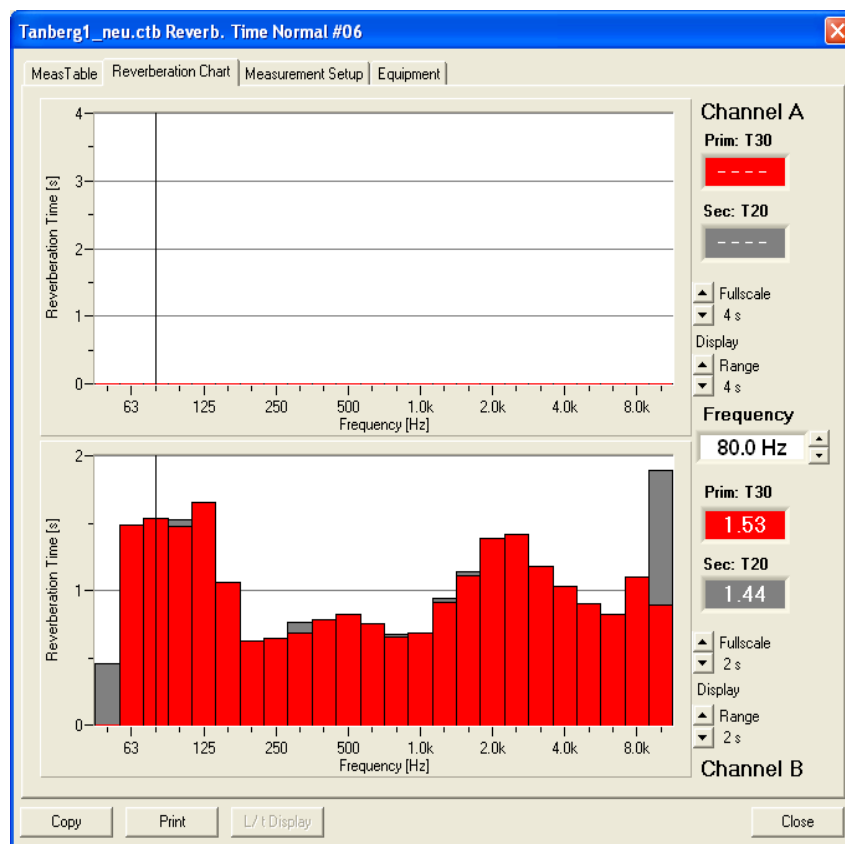 Tanberg1_neu.ctb Reverb. Time Normal #06
MeasTable Reverberation Chart Measurement Setup Equipment
Channel A
Prim: T30
- - - -
Sec: T20
- - - -
Fullscale
4 s
Display
Range
4 s
Reverberation Time [s]
4
3
2
1
0
63 125 250 500 1.0k 2.0k 4.0k 8.0k
Frequency [Hz]
Frequency
80.0 Hz
Reverberation Time [s]
2
1
0
63 125 250 500 1.0k 2.0k 4.0k 8.0k
Frequency [Hz]
Prim: T30
1.53
Sec: T20
1.44
Fullscale
2 s
Display
Range
2 s
Channel B
Copy Print L/ t Display Close